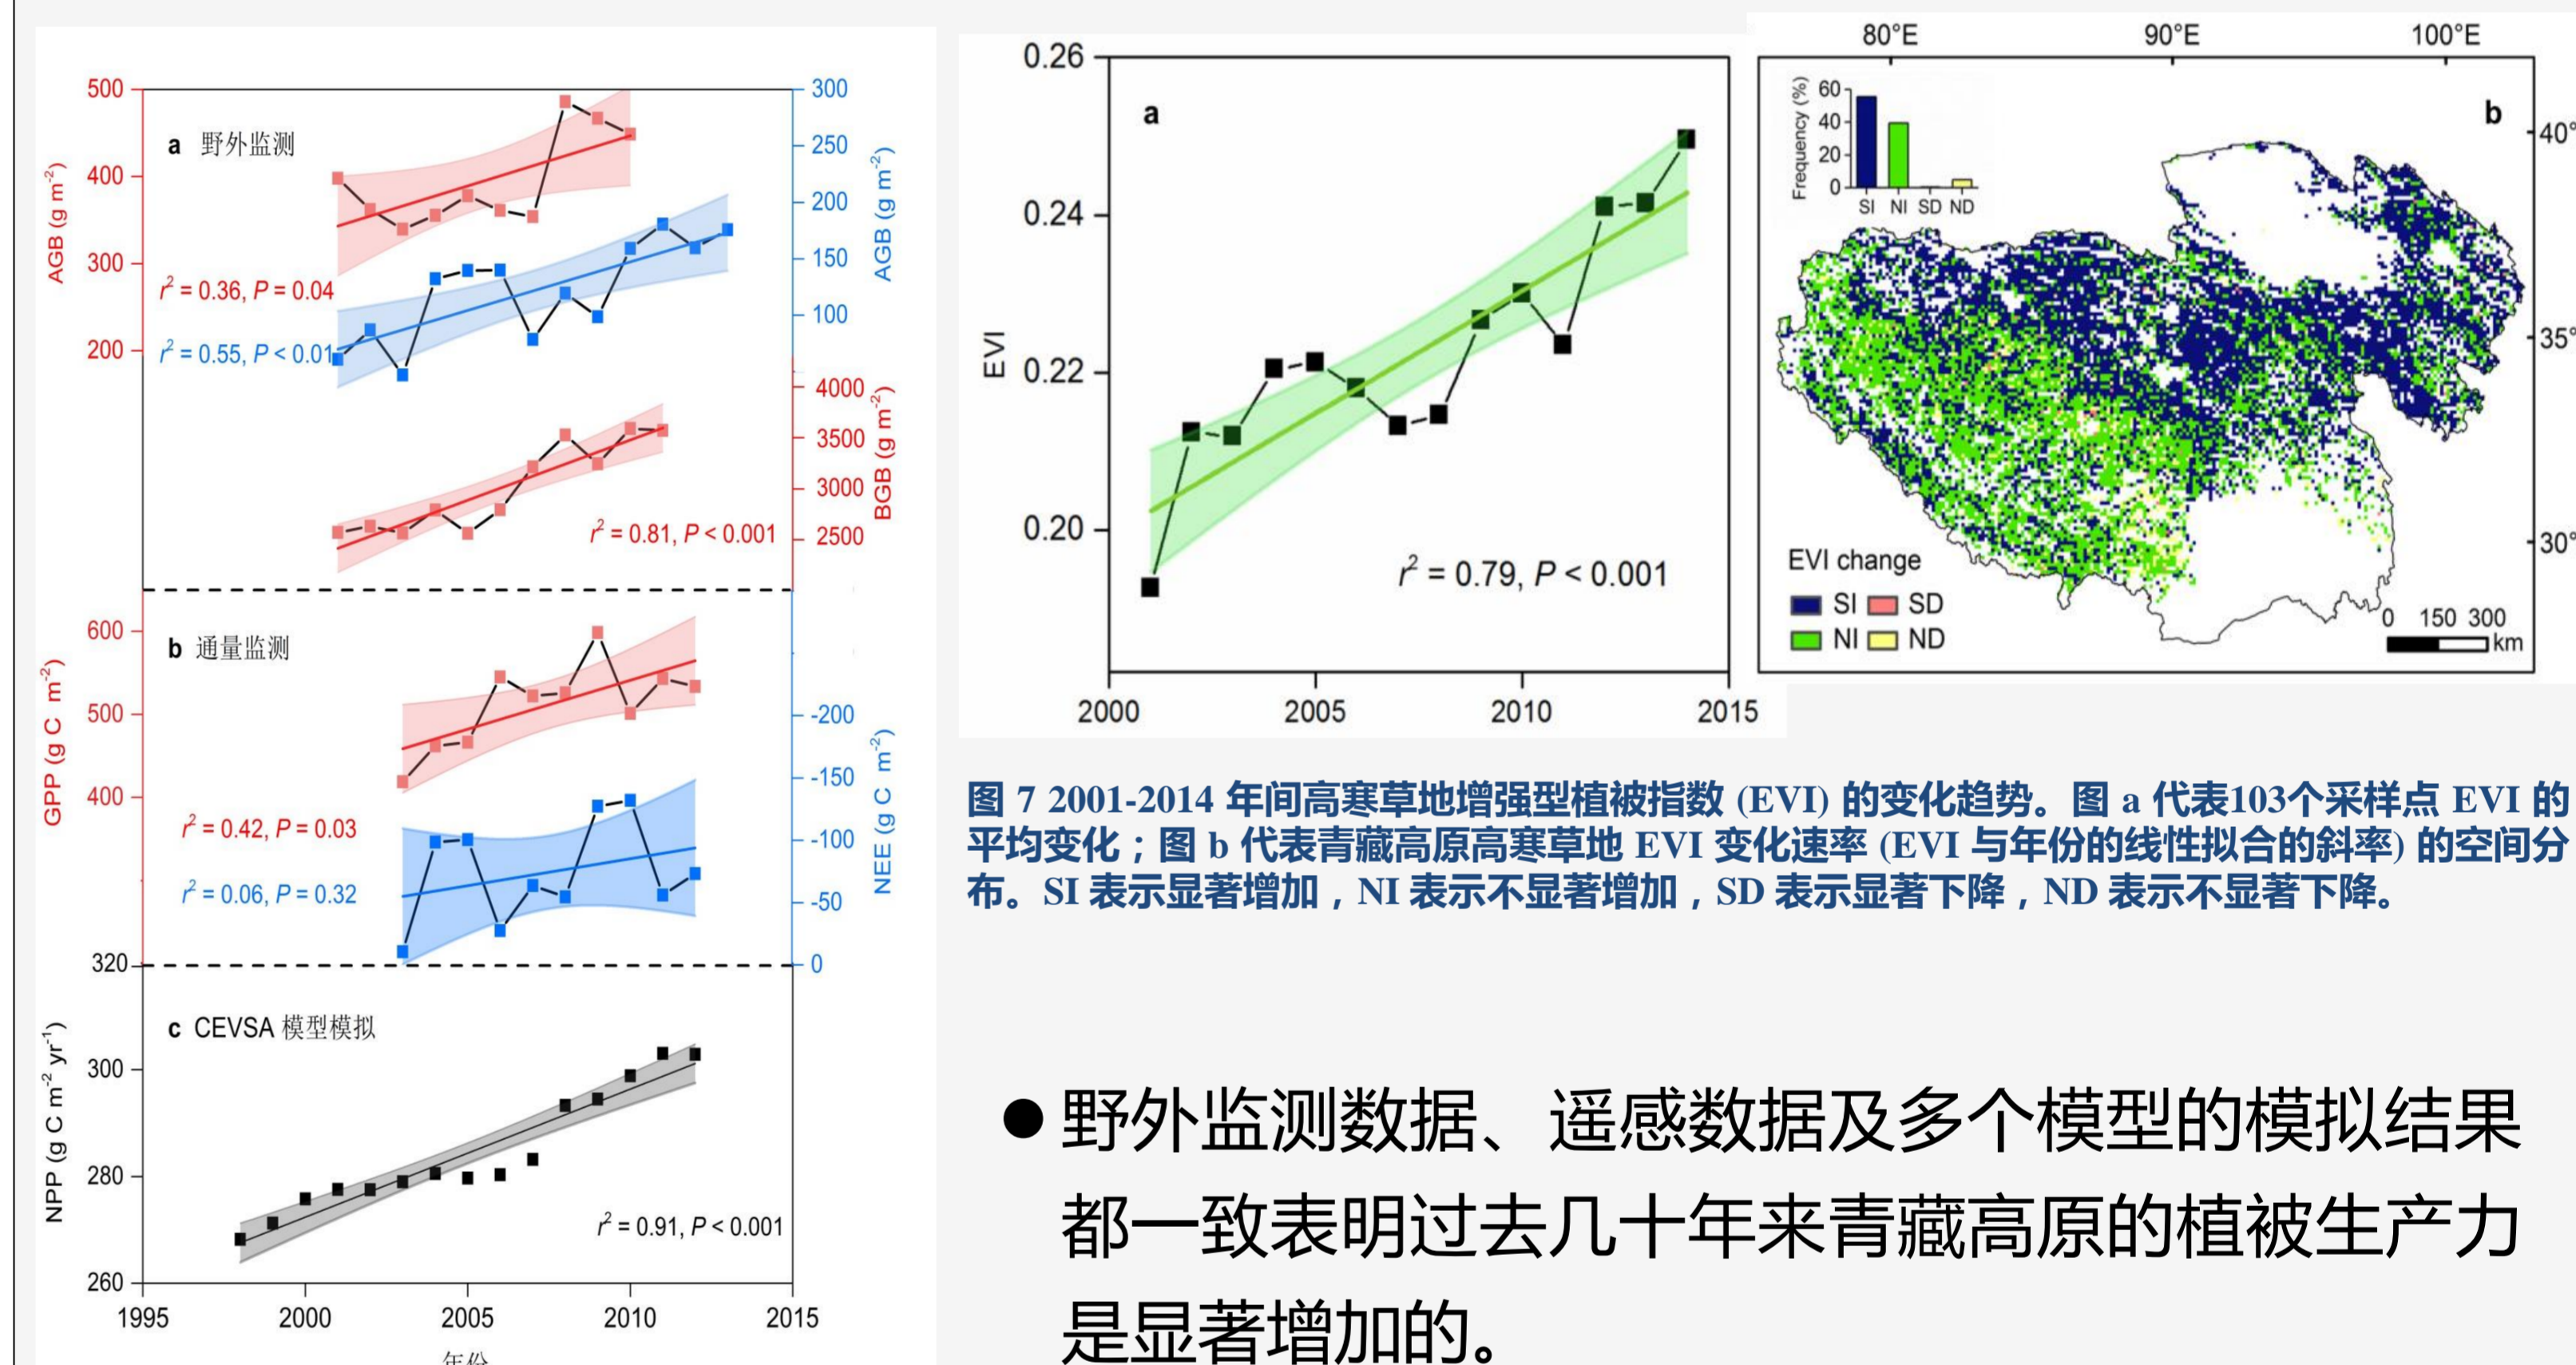 500
400
300
200
AGB (g m⁻²)
a 野外监测
r² = 0.36, P = 0.04
r² = 0.55, P < 0.01
300
250
200
150
100
AGB (g m⁻²)
4000
3500
3000
2500
BGB (g m⁻²)
r² = 0.81, P < 0.001
600
500
400
GPP (g C m⁻²)
b 通量监测
r² = 0.42, P = 0.03
r² = 0.06, P = 0.32
-200
-150
-100
-50
0
NEE (g C m⁻²)
320
300
280
260
NPP (g C m⁻² yr⁻¹)
c CEVSA 模型模拟
r² = 0.91, P < 0.001
1995 2000 2005 2010 2015
年份
0.26
0.24
0.22
0.20
EVI
a
r² = 0.79, P < 0.001
2000 2005 2010 2015
80°E 90°E 100°E
60
40
20
0
Frequency (%)
SI NI SD ND
b
40°
35°
30°
EVI change
SI SD
NI ND
0 150 300
km
图 7 2001-2014 年间高寒草地增强型植被指数 (EVI) 的变化趋势。图 a 代表103个采样点 EVI 的
平均变化；图 b 代表青藏高原高寒草地 EVI 变化速率 (EVI 与年份的线性拟合的斜率) 的空间分
布。SI 表示显著增加，NI 表示不显著增加，SD 表示显著下降，ND 表示不显著下降。
●野外监测数据、遥感数据及多个模型的模拟结果
都一致表明过去几十年来青藏高原的植被生产力
是显著增加的。